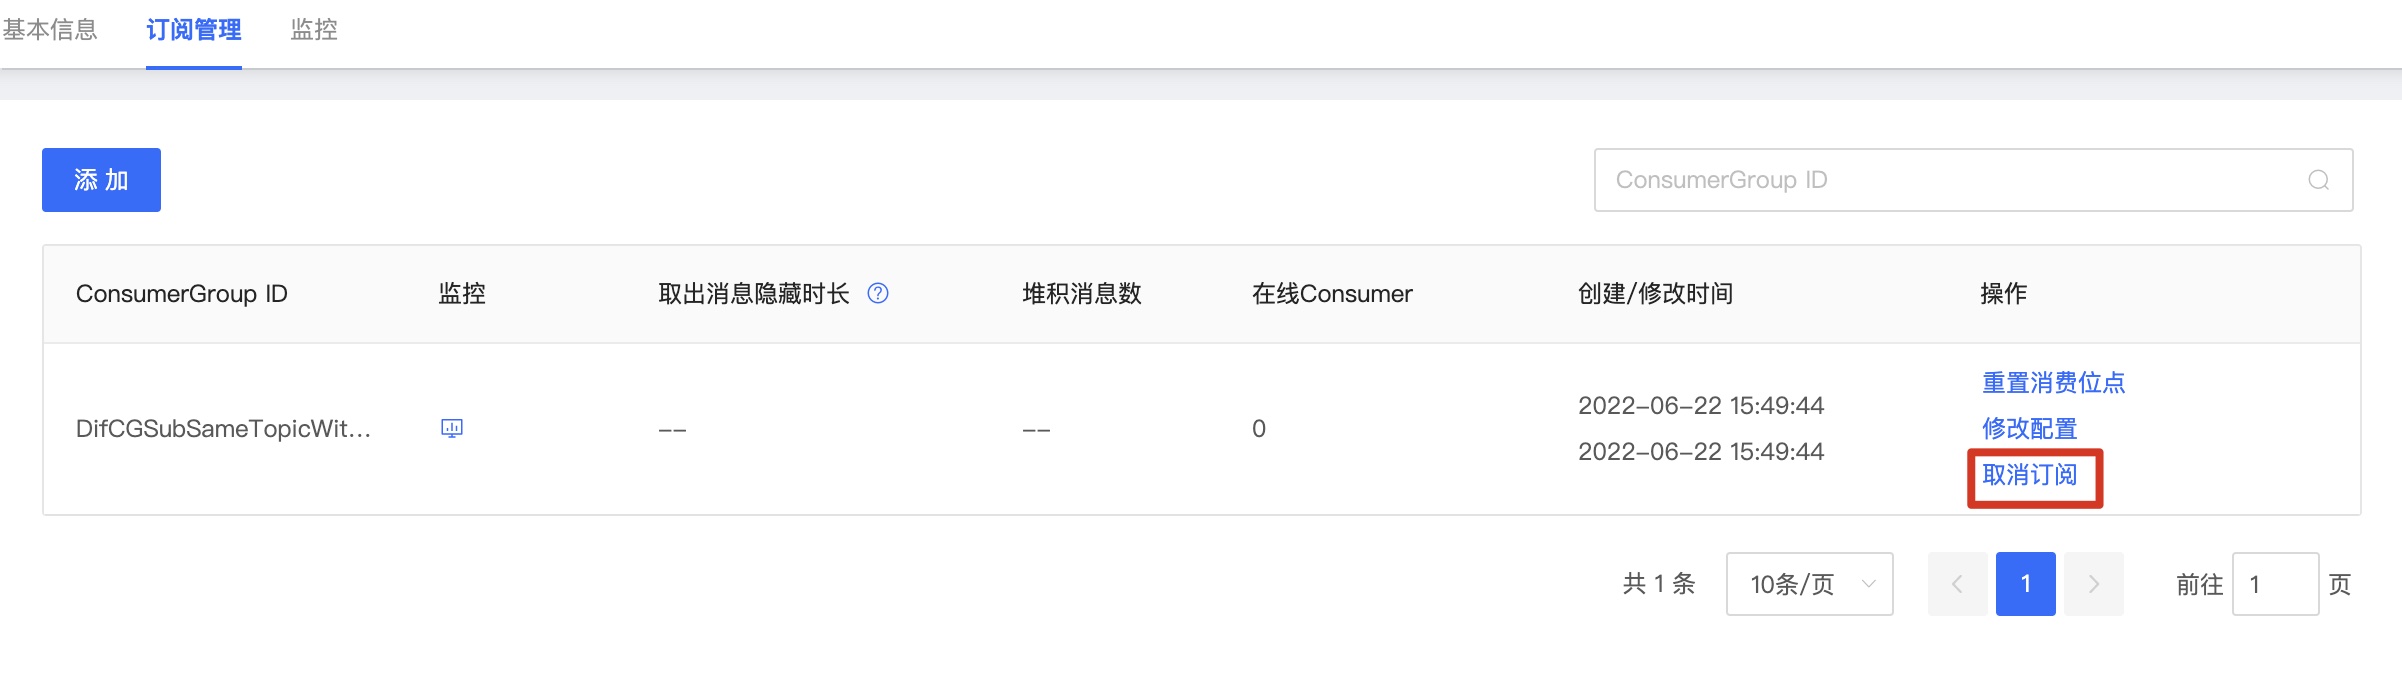 基本信息 订阅管理 监控
添 加
ConsumerGroup ID
ConsumerGroup ID 监控 取出消息隐藏时长 堆积消息数 在线Consumer 创建/修改时间 操作
重置消费位点
2022-06-22 15:49:44
DifCGSubSameTopicWit... -- -- 0 修改配置
2022-06-22 15:49:44
取消订阅
共 1 条 10条/页 1 前往 1 页